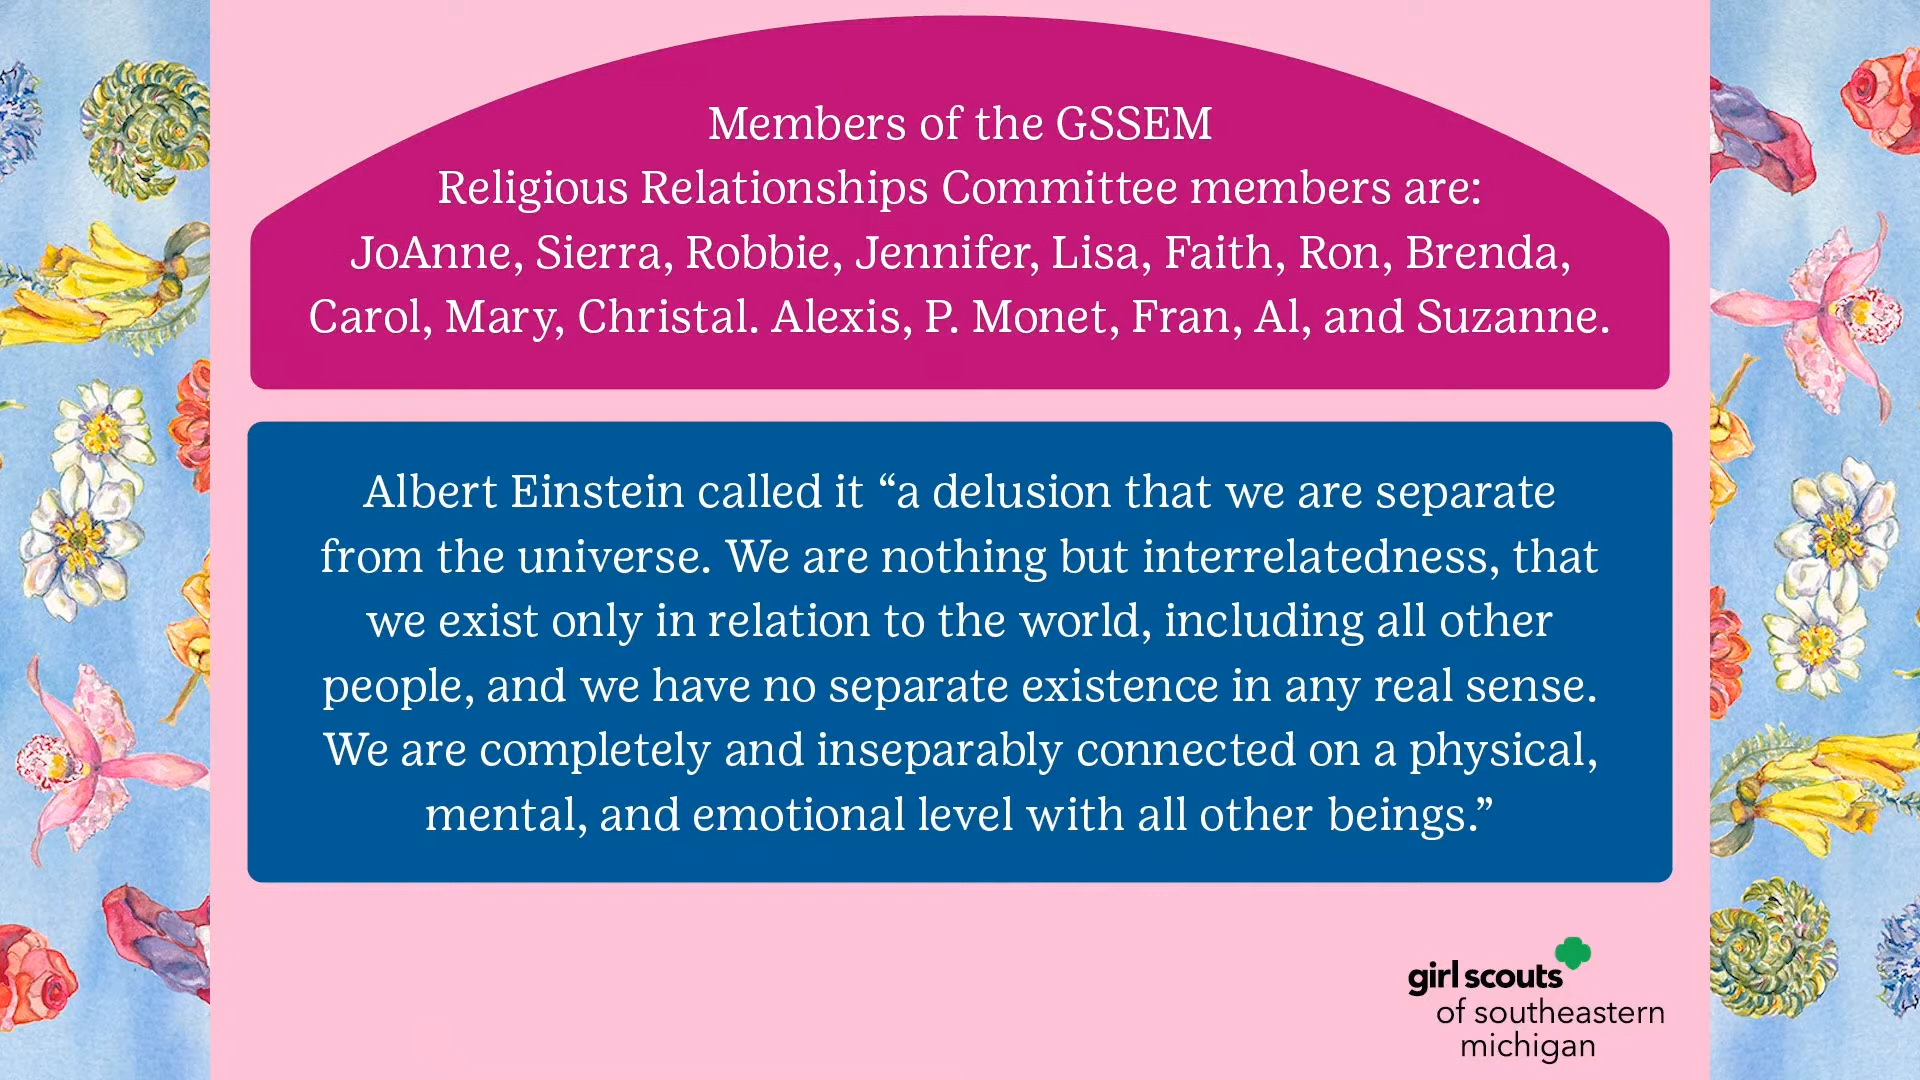 Members of the GSSEM
Religious Relationships Committee members are:
JoAnne, Sierra, Robbie, Jennifer, Lisa, Faith, Ron, Brenda,
Carol, Mary, Christal. Alexis, P. Monet, Fran, Al, and Suzanne.
Albert Einstein called it “a delusion that we are separate
from the universe. We are nothing but interrelatedness, that
we exist only in relation to the world, including all other
people, and we have no separate existence in any real sense.
We are completely and inseparably connected on a physical,
mental, and emotional level with all other beings.”
girl scouts
of southeastern
michigan